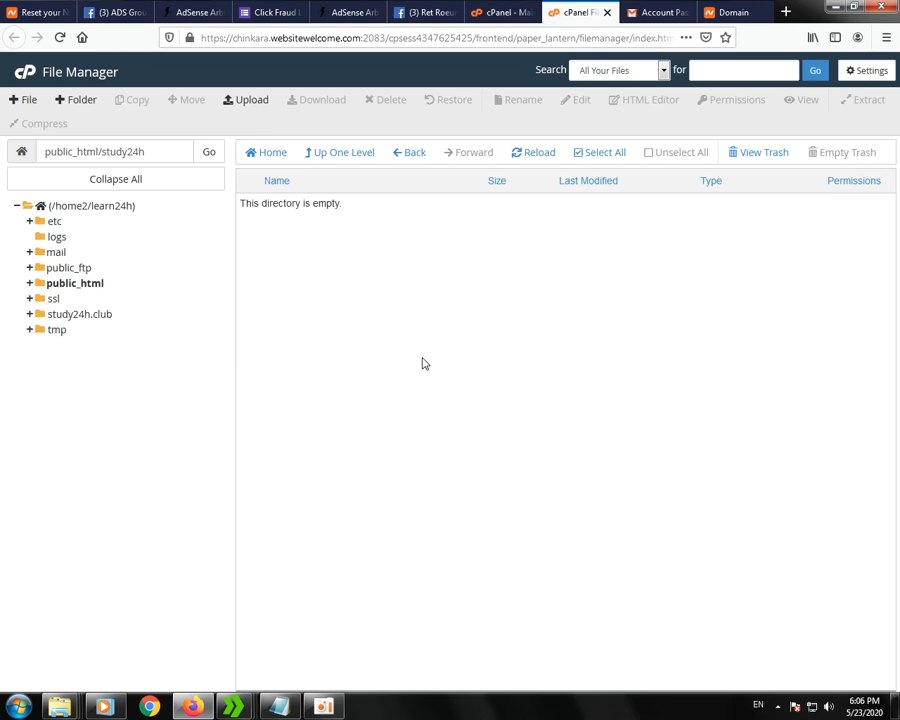 Reset your N
(3) ADS Grou
AdSense Arb
Click Fraud L
AdSense Arb
(3) Ret Roeu
cPanel - Ma
cPanel Fi
Account Pas
Domain
https://chinkara.websitewelcome.com:2083/cpsess4347625425/frontend/paper_lantern/filemanager/index.htm
cP File Manager
Search All Your Files for Go Settings
File Folder Copy Move Upload Download Delete Restore Rename Edit HTML Editor Permissions View Extract
Compress
public_html/study24h Go
Home Up One Level Back Forward Reload Select All Unselect All View Trash Empty Trash
Collapse All
Name Size Last Modified Type Permissions
This directory is empty.
(/home2/learn24h)
etc
logs
mail
public_ftp
public_html
ssl
study24h.club
tmp
EN
6:06 PM
5/23/2020